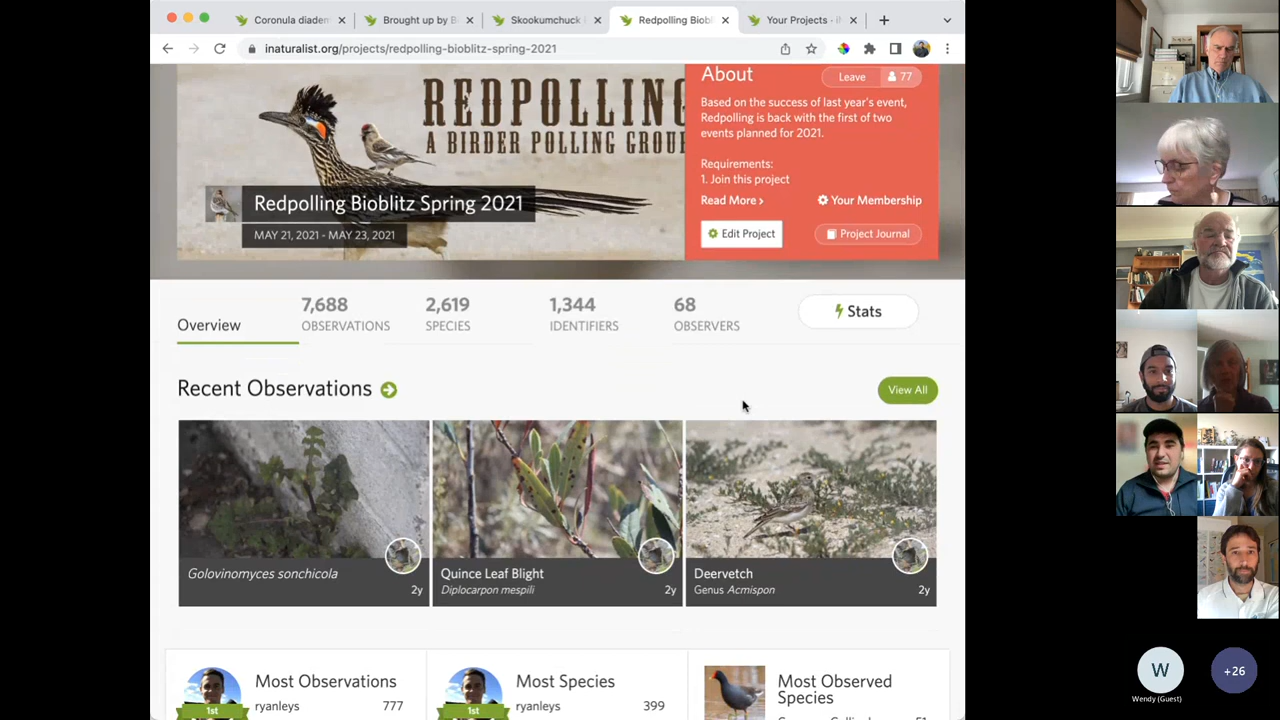 Coronula diadem
Brought up by B
Skookumchuck
Redpolling Biobl
Your Projects - iN
inaturalist.org/projects/redpolling-bioblitz-spring-2021
REDPOLLING
A BIRDER POLLING GROUP
Redpolling Bioblitz Spring 2021
MAY 21, 2021 - MAY 23, 2021
About
Leave
77
Based on the success of last year's event,
Redpolling is back with the first of two
events planned for 2021.
Requirements:
1. Join this project
Read More ›
Your Membership
Edit Project
Project Journal
Overview
7,688
OBSERVATIONS
2,619
SPECIES
1,344
IDENTIFIERS
68
OBSERVERS
Stats
Recent Observations
View All
Golovinomyces sonchicola
2y
Quince Leaf Blight
Diplocarpon mespili
2y
Deervetch
Genus Acmispon
2y
1st
Most Observations
ryanleys
777
1st
Most Species
ryanleys
399
Most Observed
Species
W
Wendy (Guest)
+26